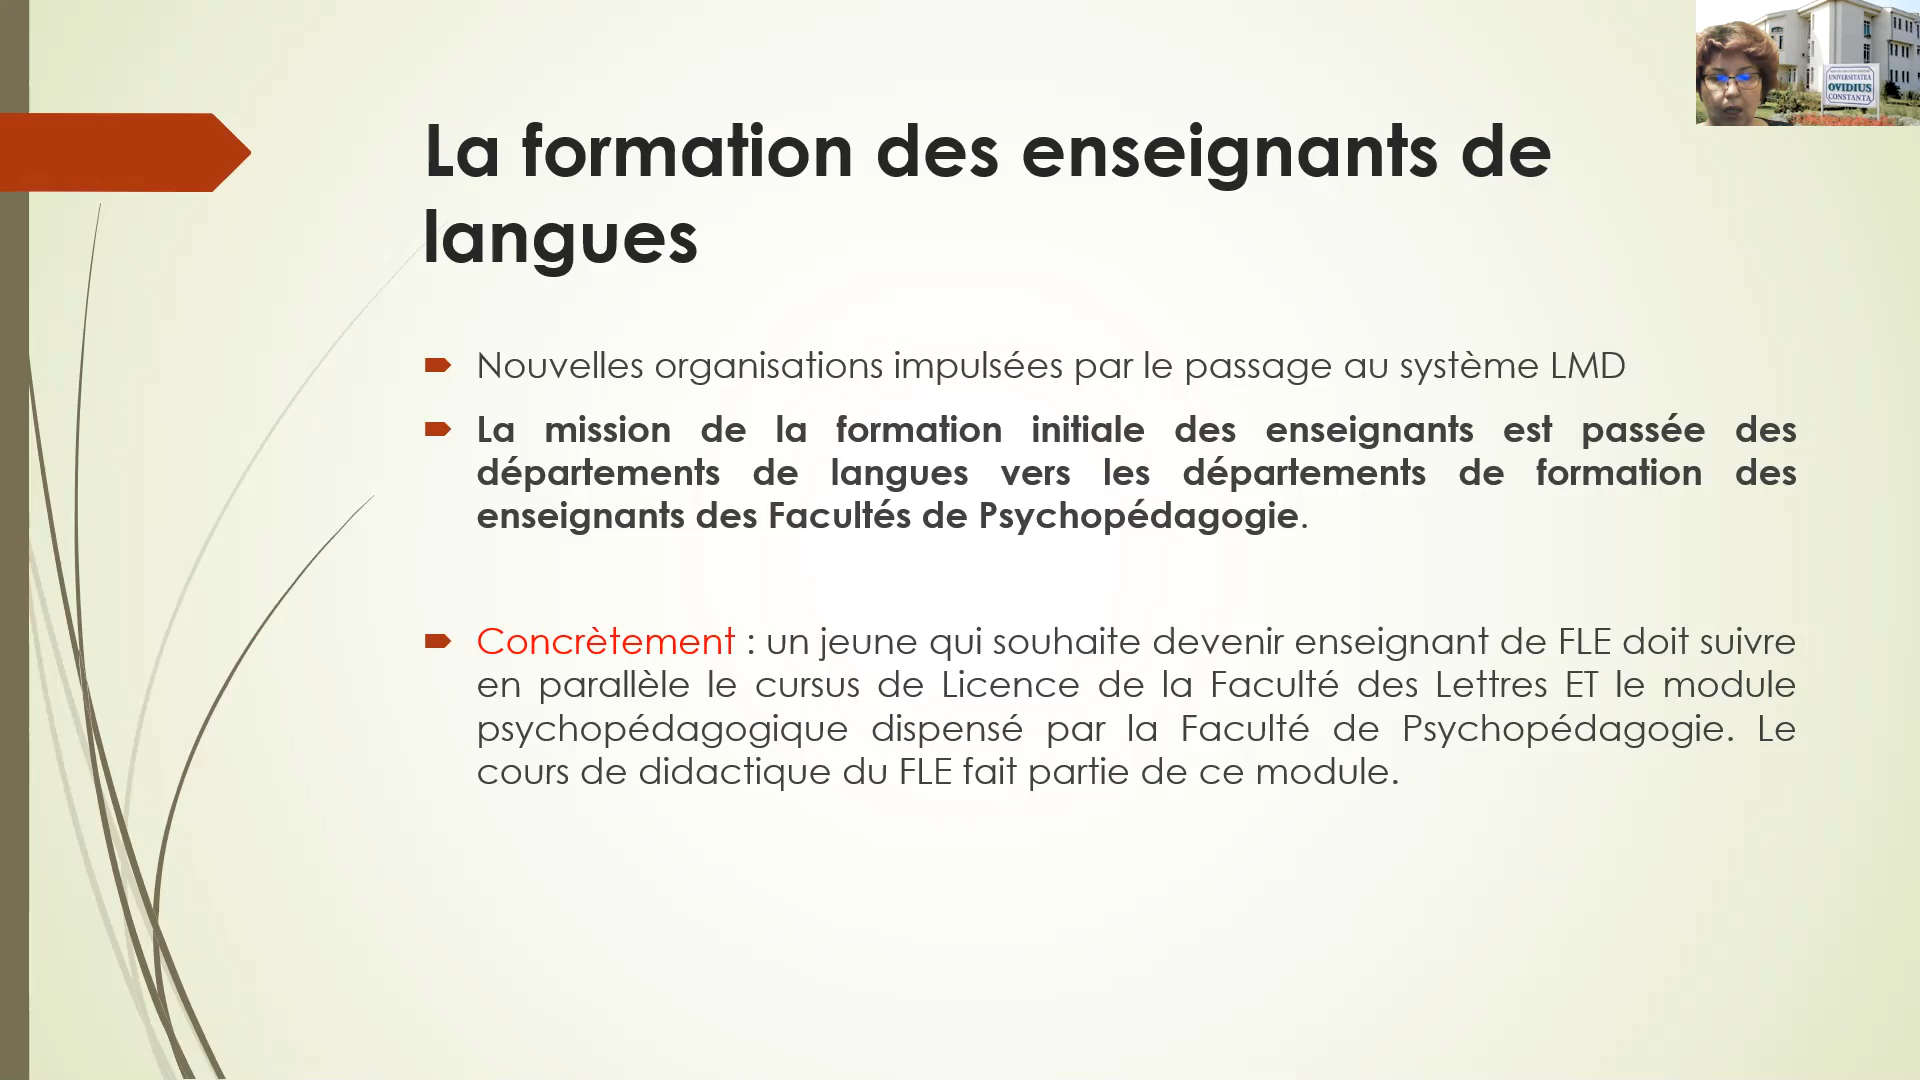 La formation des enseignants de
langues
Nouvelles organisations impulsées par le passage au système LMD
La mission de la formation initiale des enseignants est passée des
départements de langues vers les départements de formation des
enseignants des Facultés de Psychopédagogie.
Concrètement : un jeune qui souhaite devenir enseignant de FLE doit suivre
en parallèle le cursus de Licence de la Faculté des Lettres ET le module
psychopédagogique dispensé par la Faculté de Psychopédagogie. Le
cours de didactique du FLE fait partie de ce module.
UNIVERSITATEA
OVIDIUS
CONSTANTA